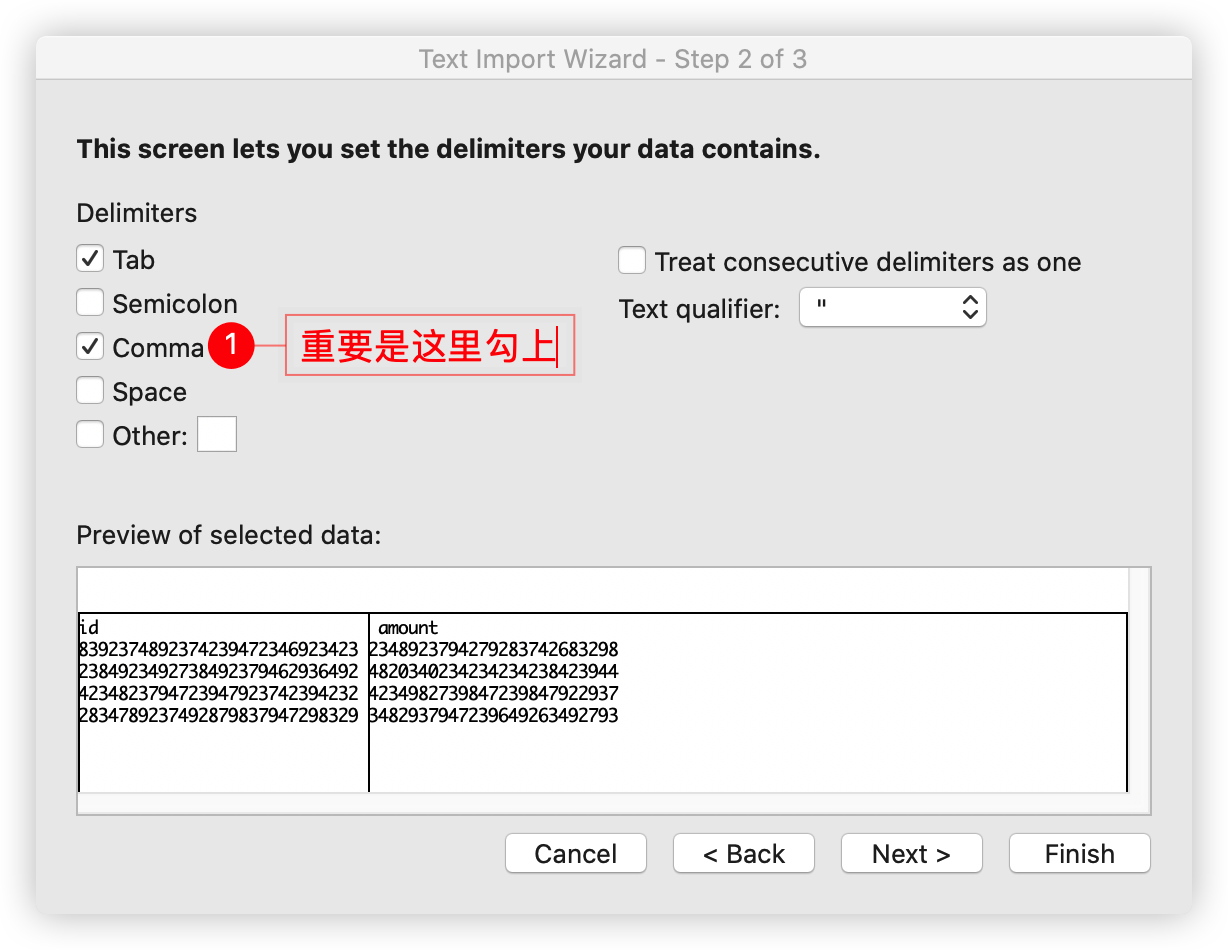 Text Import Wizard - Step 2 of 3
This screen lets you set the delimiters your data contains.
Delimiters
Tab
Treat consecutive delimiters as one
Semicolon
Text qualifier: "
Comma 1 重要是这里勾上
Space
Other:
Preview of selected data:
id amount
8392374892374239472346923423 2348923794279283742683298
2384923492738492379462936492 4820340234234234238423944
4234823794723947923742394232 4234982739847239847922937
2834789237492879837947298329 3482937947239649263492793
Cancel < Back Next > Finish